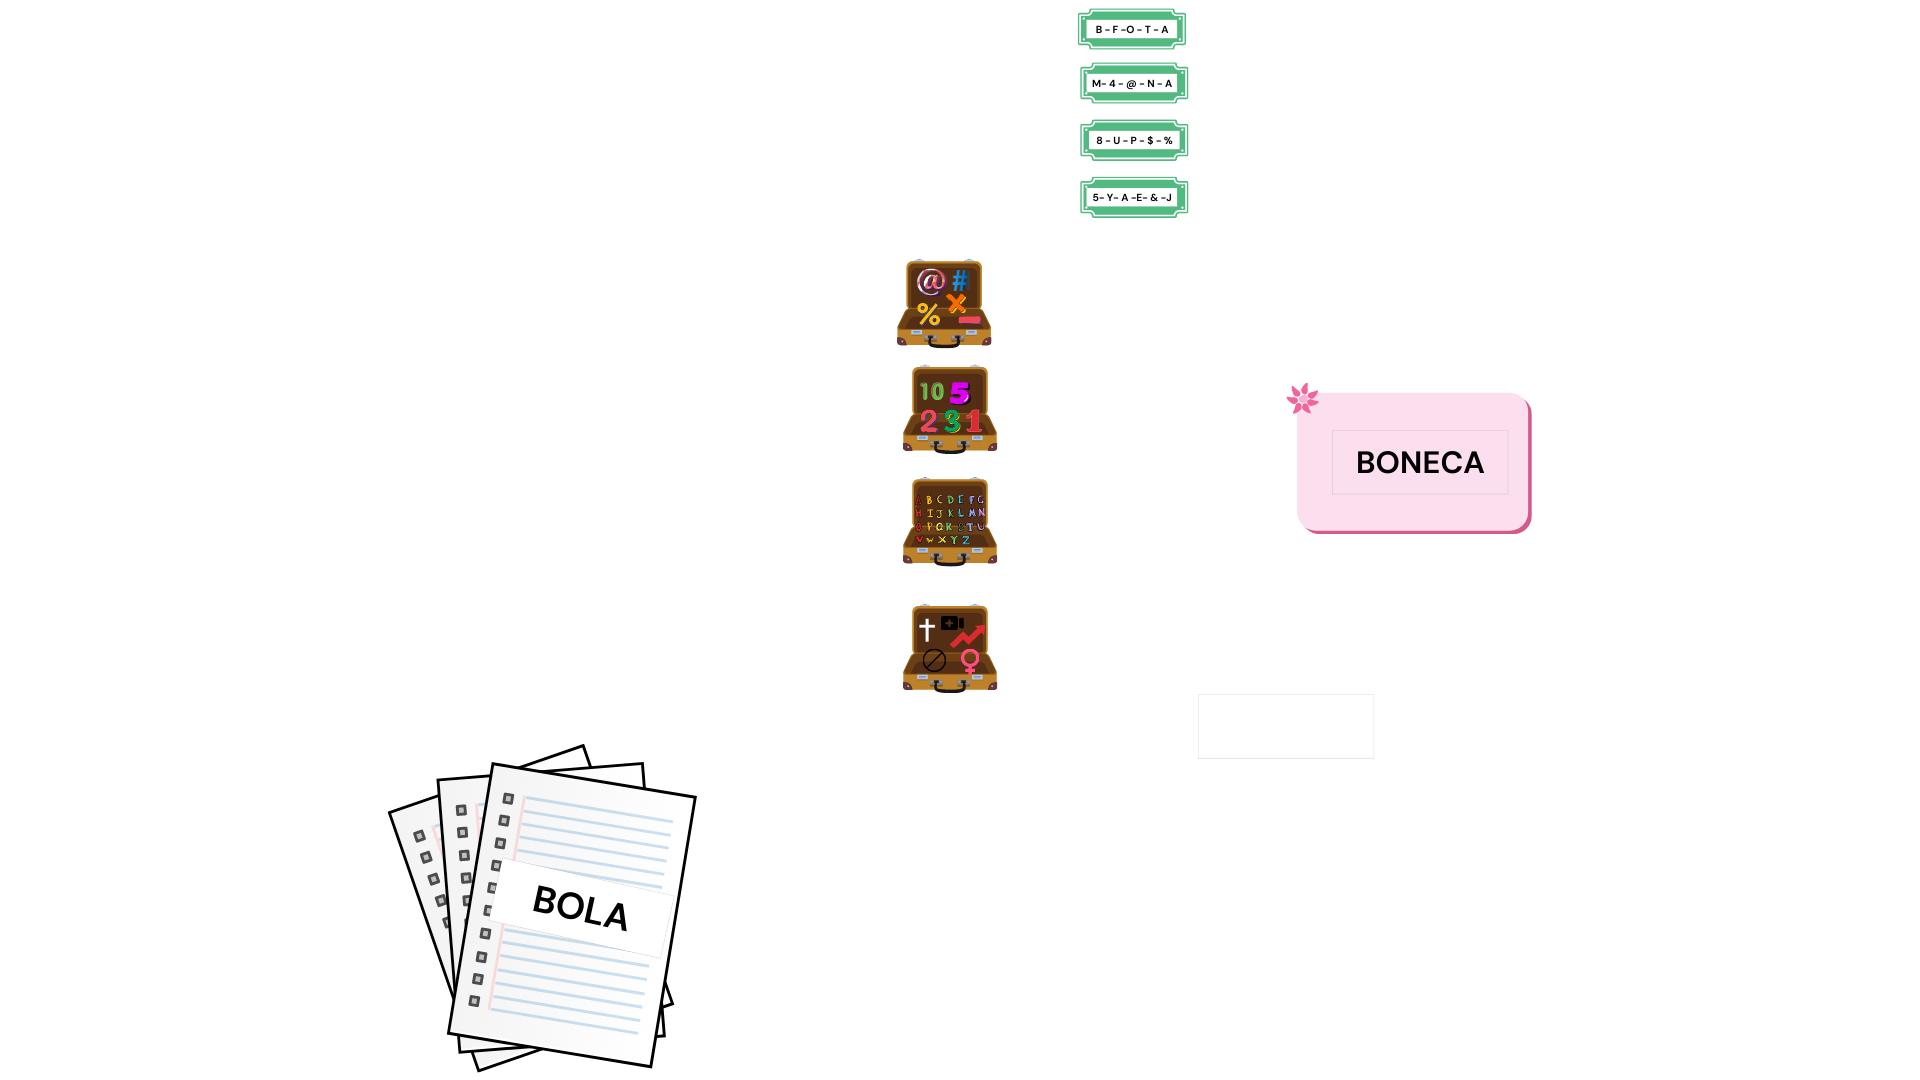 B - F -O - T - A
M- 4 - @ - N - A
8 - U - P - $ - %
5- Y- A -E- & -J
@ #
% X -
10 5
2 3 1
A B C D E F G
H I J K L M N
O P Q R S T U
V W X Y Z
BONECA
BOLA